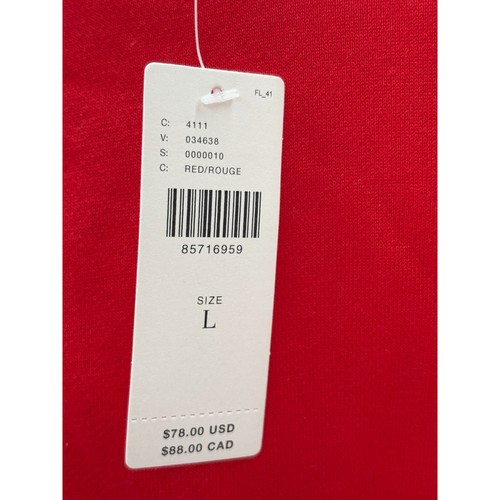 FL_41
C: 4111
V: 034638
S: 0000010
C: RED/ROUGE
85716959
SIZE
L
$78.00 USD
$88.00 CAD